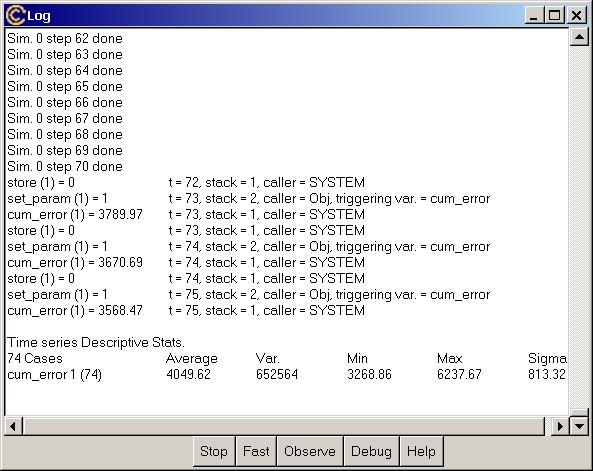 Log
Sim. 0 step 62 done
Sim. 0 step 63 done
Sim. 0 step 64 done
Sim. 0 step 65 done
Sim. 0 step 66 done
Sim. 0 step 67 done
Sim. 0 step 68 done
Sim. 0 step 69 done
Sim. 0 step 70 done
store (1) = 0 t = 72, stack = 1, caller = SYSTEM
set_param (1) = 1 t = 73, stack = 2, caller = Obj, triggering var. = cum_error
cum_error (1) = 3789.97 t = 73, stack = 1, caller = SYSTEM
store (1) = 0 t = 73, stack = 1, caller = SYSTEM
set_param (1) = 1 t = 74, stack = 2, caller = Obj, triggering var. = cum_error
cum_error (1) = 3670.69 t = 74, stack = 1, caller = SYSTEM
store (1) = 0 t = 74, stack = 1, caller = SYSTEM
set_param (1) = 1 t = 75, stack = 2, caller = Obj, triggering var. = cum_error
cum_error (1) = 3568.47 t = 75, stack = 1, caller = SYSTEM
Time series Descriptive Stats.
74 Cases Average Var. Min Max Sigma
cum_error 1 (74) 4049.62 652564 3268.86 6237.67 813.32
Stop Fast Observe Debug Help